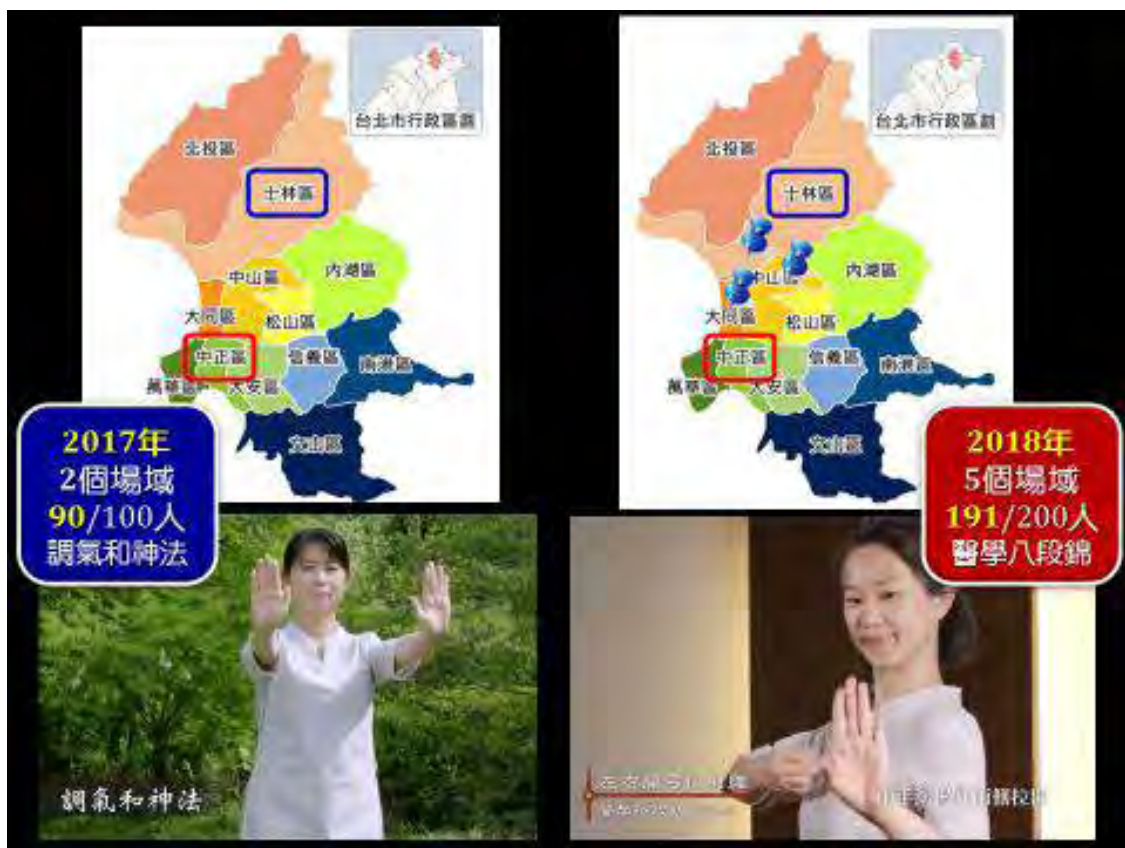 台北市行政區劃
北投區
士林區
中山區
內湖區
大同區
松山區
中正區
信義區
南港區
萬華區
大安區
文山區
2017年
2個場域
90/100人
調氣和神法
調氣和神法
台北市行政區劃
北投區
士林區
中山區
內湖區
大同區
松山區
中正區
信義區
南港區
萬華區
大安區
文山區
2018年
5個場域
191/200人
醫學八段錦